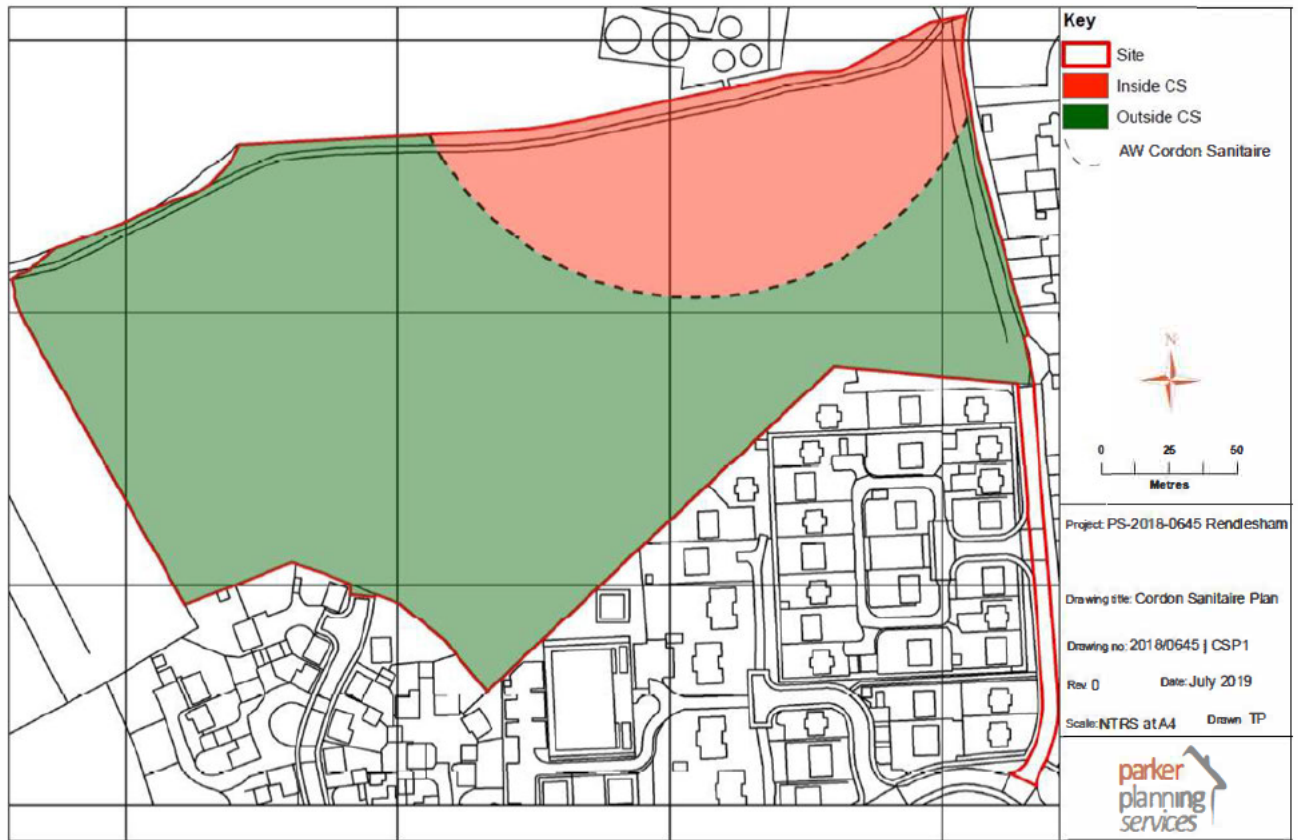 Key
Site
Inside CS
Outside CS
AW Cordon Sanitaire
N
0 25 50
Metres
Project: PS-2018-0645 Rendlesham
Drawing title: Cordon Sanitaire Plan
Drawing no: 2018/0645 | CSP1
Rev: 0 Date: July 2019
Scale: NTRS at A4 Drawn TP
parker
planning
services